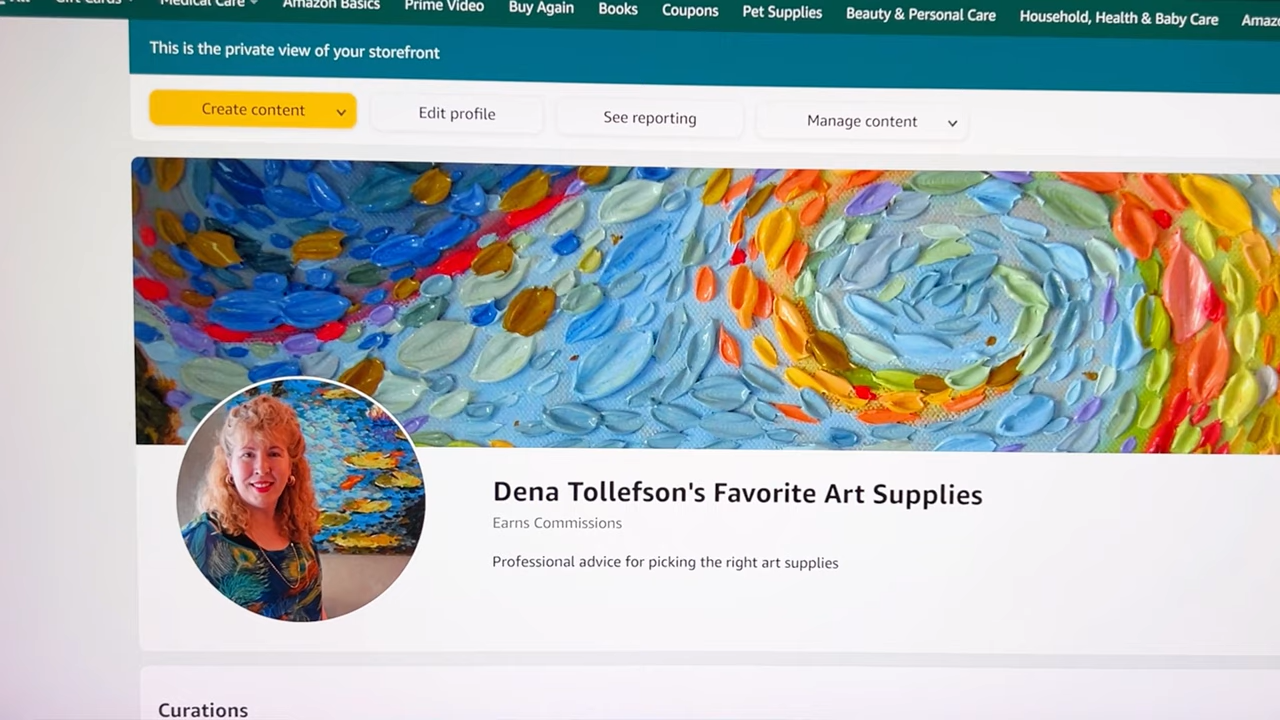 Amazon Basics Prime Video Buy Again Books Coupons Pet Supplies Beauty & Personal Care Household, Health & Baby Care
This is the private view of your storefront
Create content Edit profile See reporting Manage content
Dena Tollefson's Favorite Art Supplies
Earns Commissions
Professional advice for picking the right art supplies
Curations